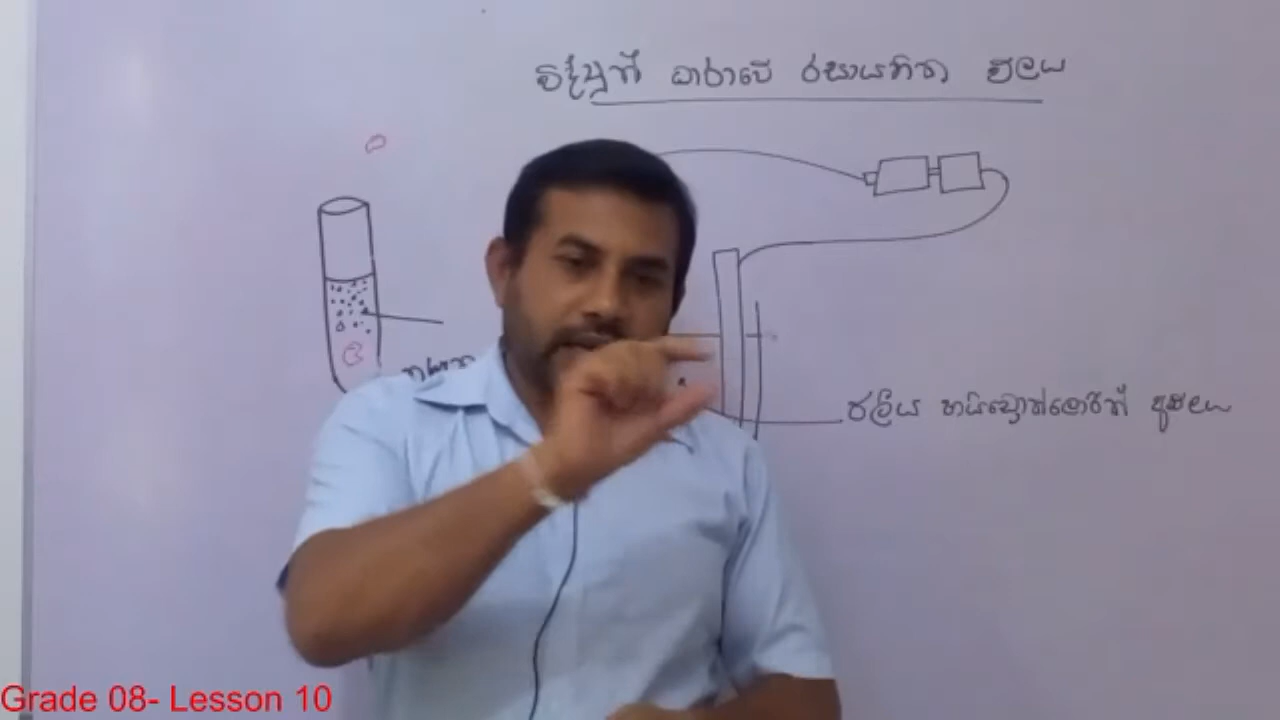 විද්යුත් ධාරාවේ රසායනික ඵලය
ජලීය හයිඩ්රොක්ලොරික් අම්ලය
Grade 08- Lesson 10